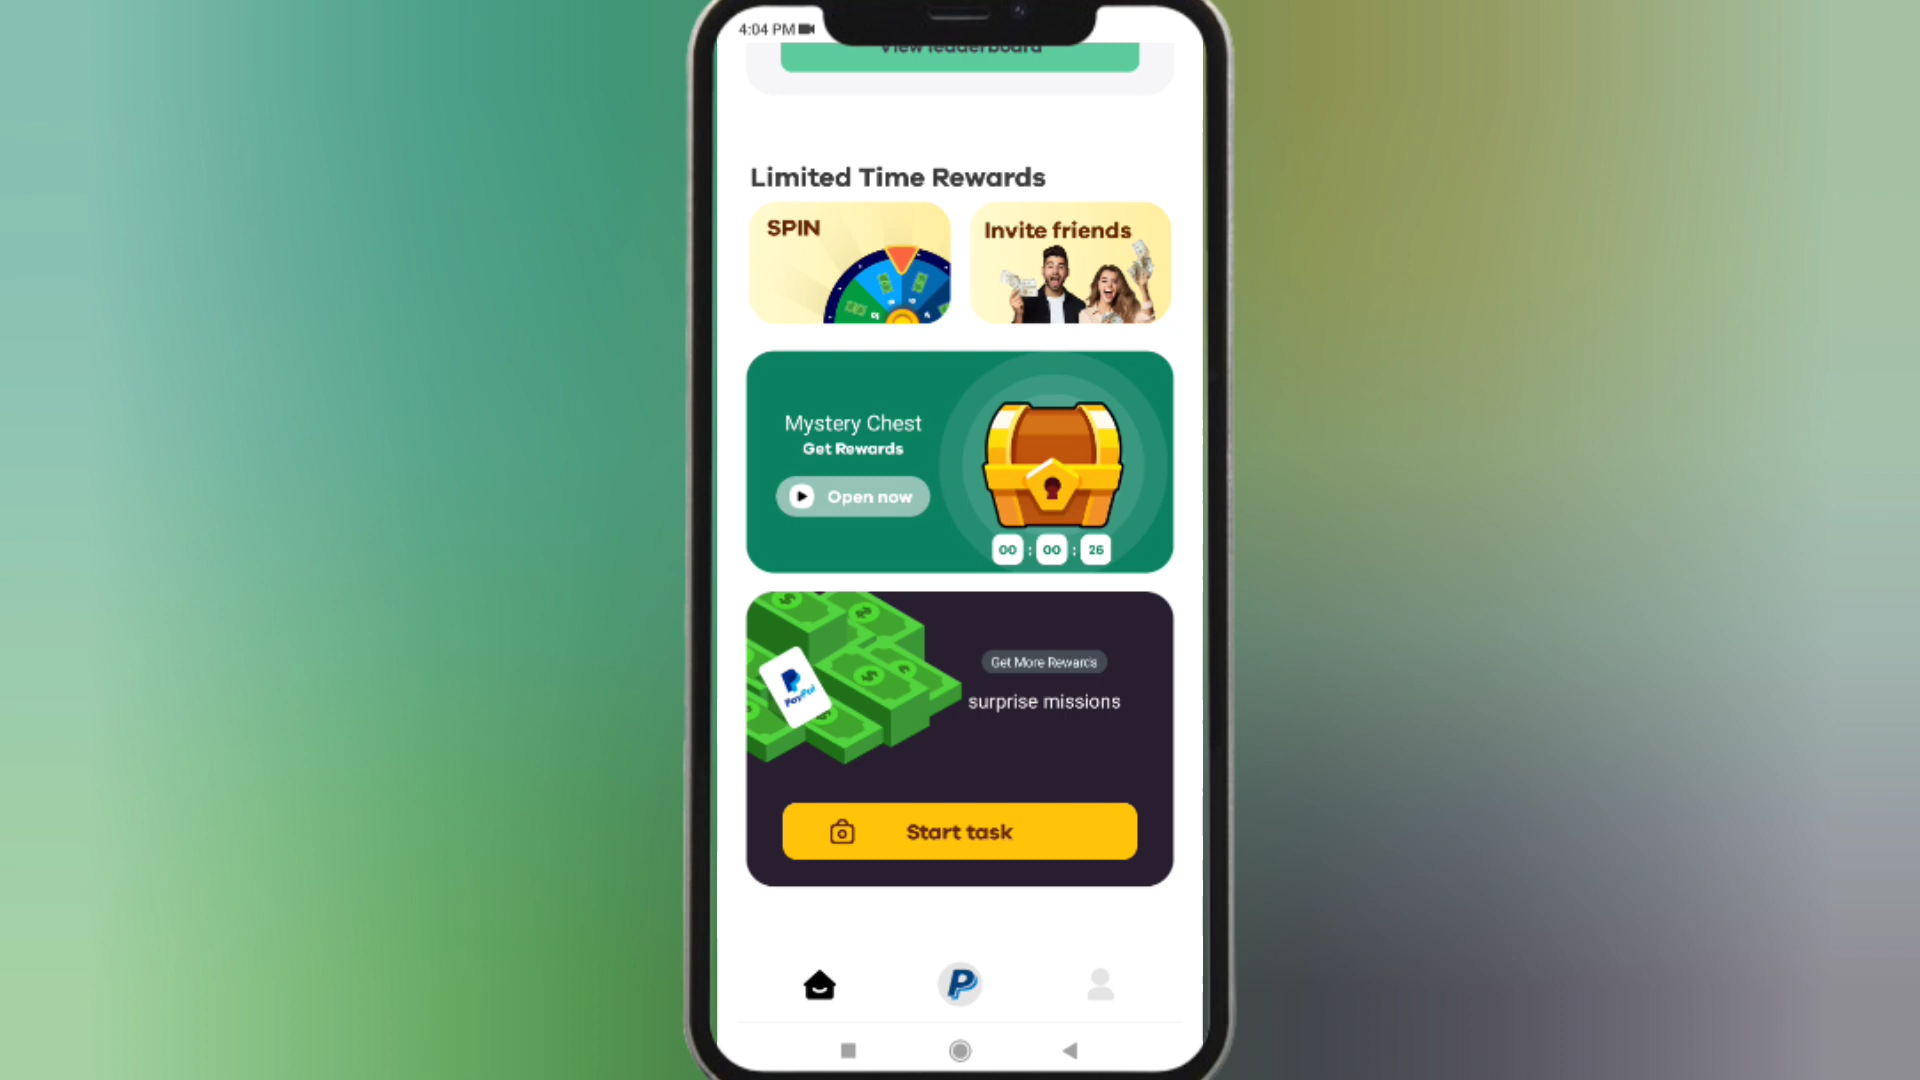 4:04 PM
View leaderboard
Limited Time Rewards
SPIN
Invite friends
Mystery Chest
Get Rewards
Open now
00 : 00 : 26
PayPal
Get More Rewards
surprise missions
Start task